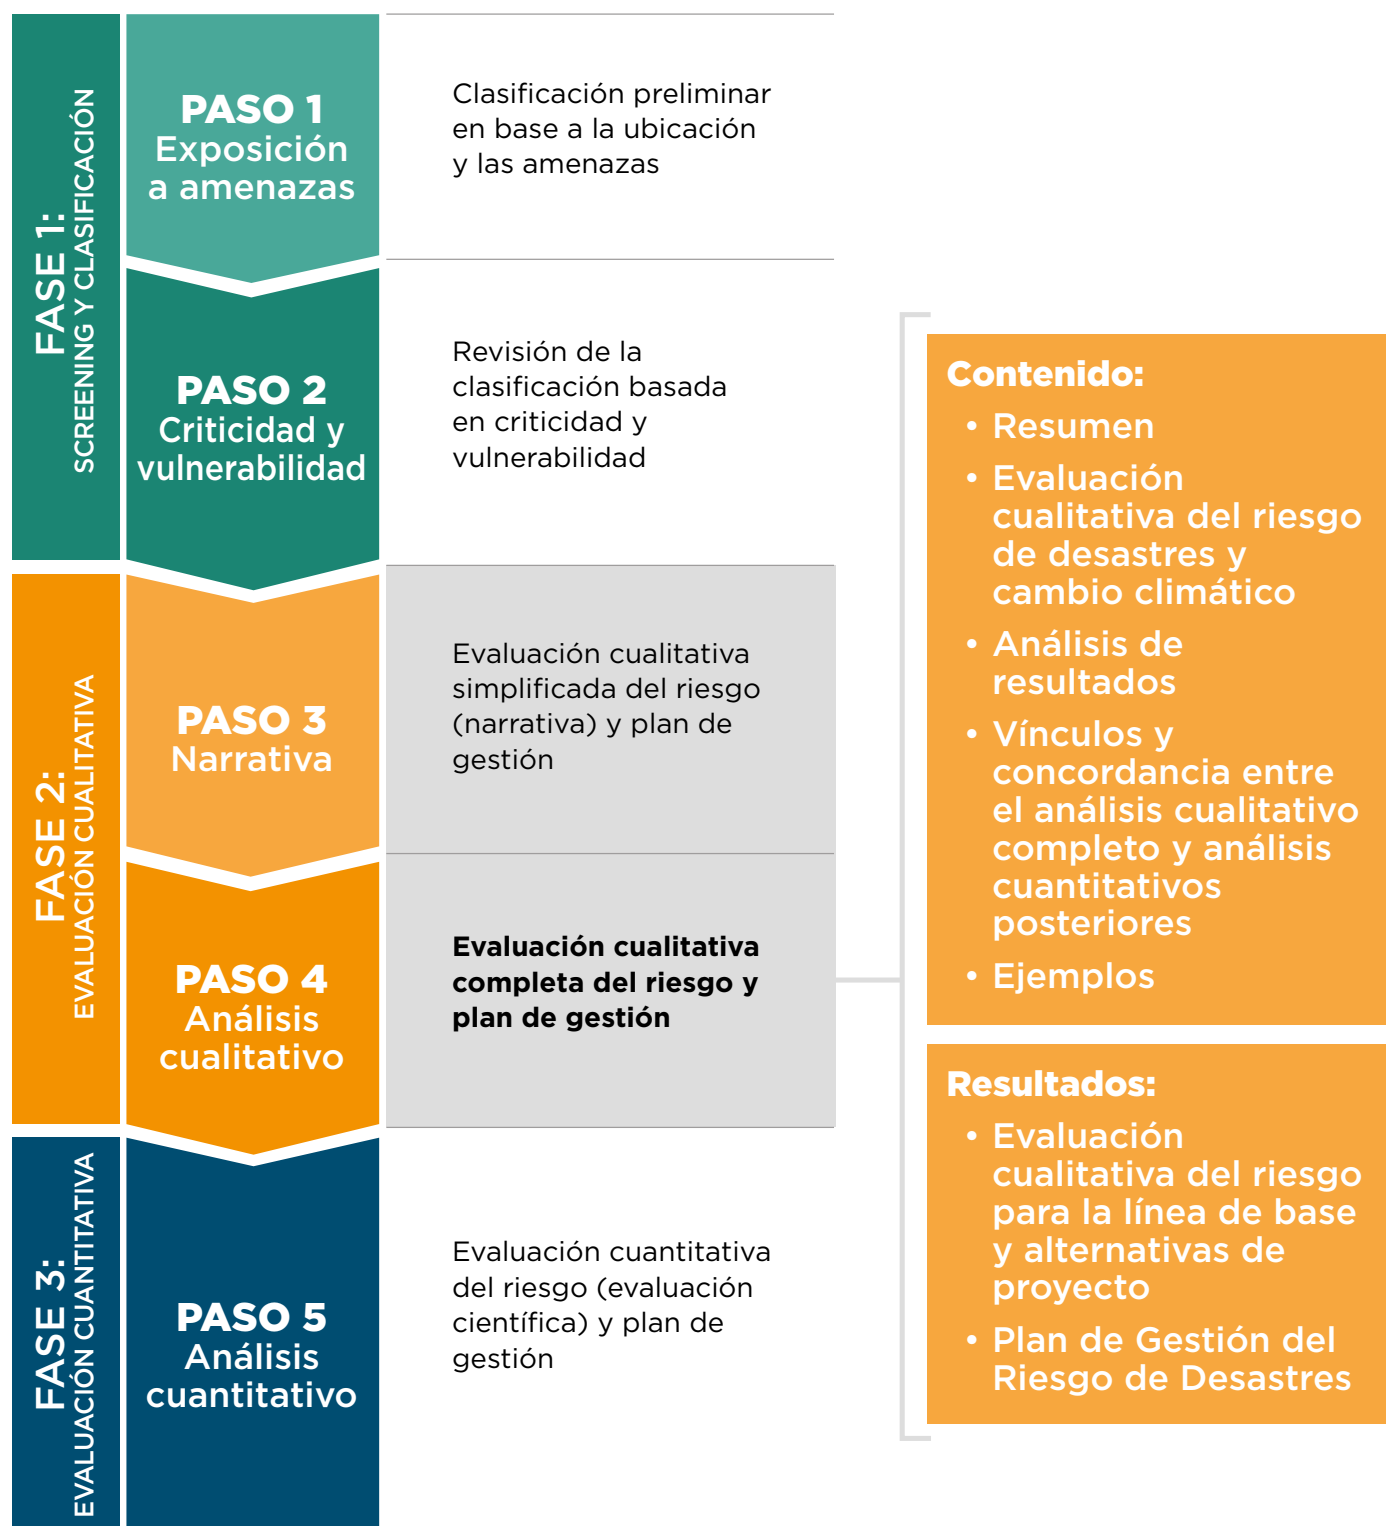 FASE 1:
SCREENING Y CLASIFICACIÓN
PASO 1
Exposición
a amenazas
Clasificación preliminar
en base a la ubicación
y las amenazas
PASO 2
Criticidad y
vulnerabilidad
Revisión de la
clasificación basada
en criticidad y
vulnerabilidad
FASE 2:
EVALUACIÓN CUALITATIVA
PASO 3
Narrativa
Evaluación cualitativa
simplificada del riesgo
(narrativa) y plan de
gestión
PASO 4
Análisis
cualitativo
Evaluación cualitativa
completa del riesgo y
plan de gestión
Contenido:
• Resumen
• Evaluación
cualitativa del riesgo
de desastres y
cambio climático
• Análisis de
resultados
• Vínculos y
concordancia entre
el análisis cualitativo
completo y análisis
cuantitativos
posteriores
• Ejemplos
Resultados:
• Evaluación
cualitativa del riesgo
para la línea de base
y alternativas de
proyecto
• Plan de Gestión del
Riesgo de Desastres
FASE 3:
EVALUACIÓN CUANTITATIVA
PASO 5
Análisis
cuantitativo
Evaluación cuantitativa
del riesgo (evaluación
científica) y plan de
gestión